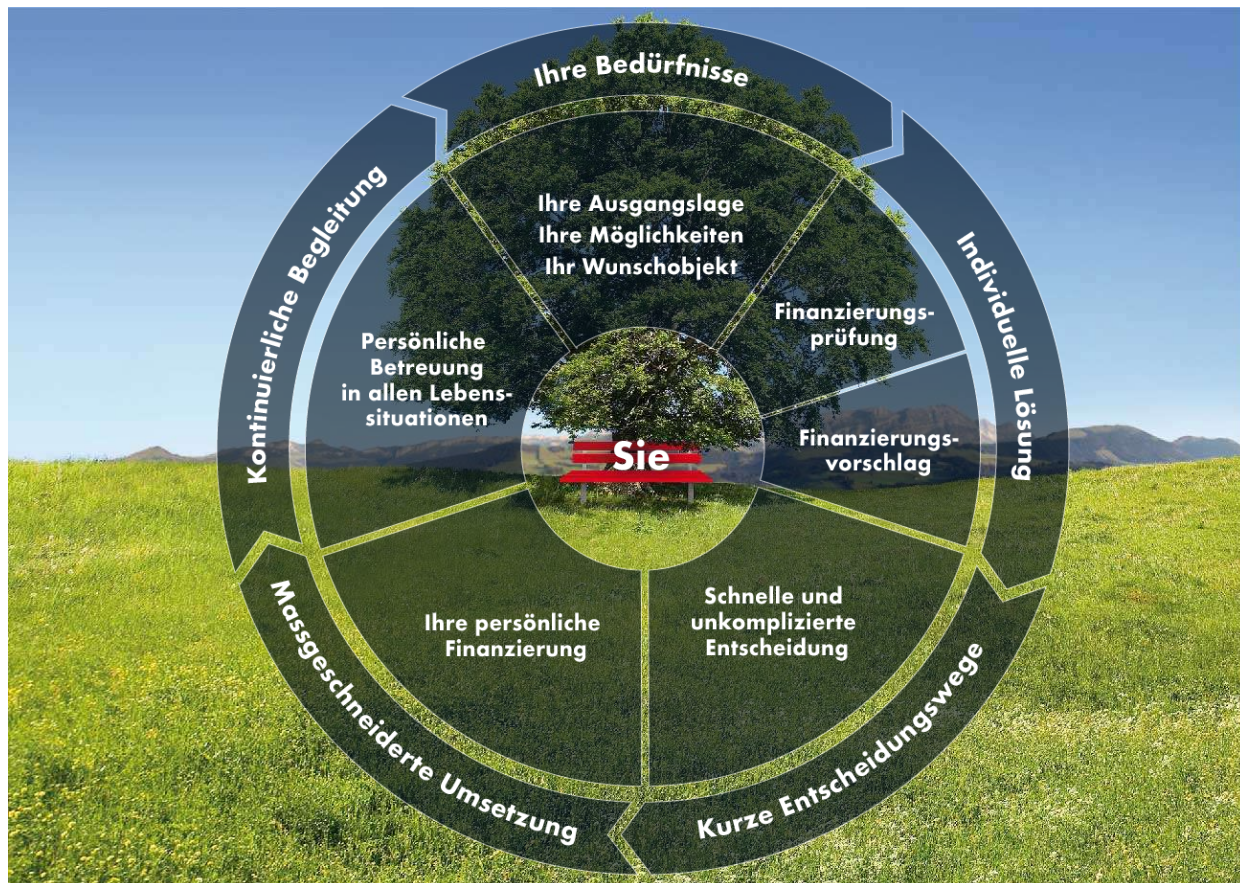 Ihre Bedürfnisse
Individuelle Lösung
Kurze Entscheidungswege
Massgeschneiderte Umsetzung
Kontinuierliche Begleitung
Ihre Ausgangslage
Ihre Möglichkeiten
Ihr Wunschobjekt
Finanzierungs-
prüfung
Finanzierungs-
vorschlag
Schnelle und
unkomplizierte
Entscheidung
Ihre persönliche
Finanzierung
Persönliche
Betreuung
in allen Lebens-
situationen
Sie